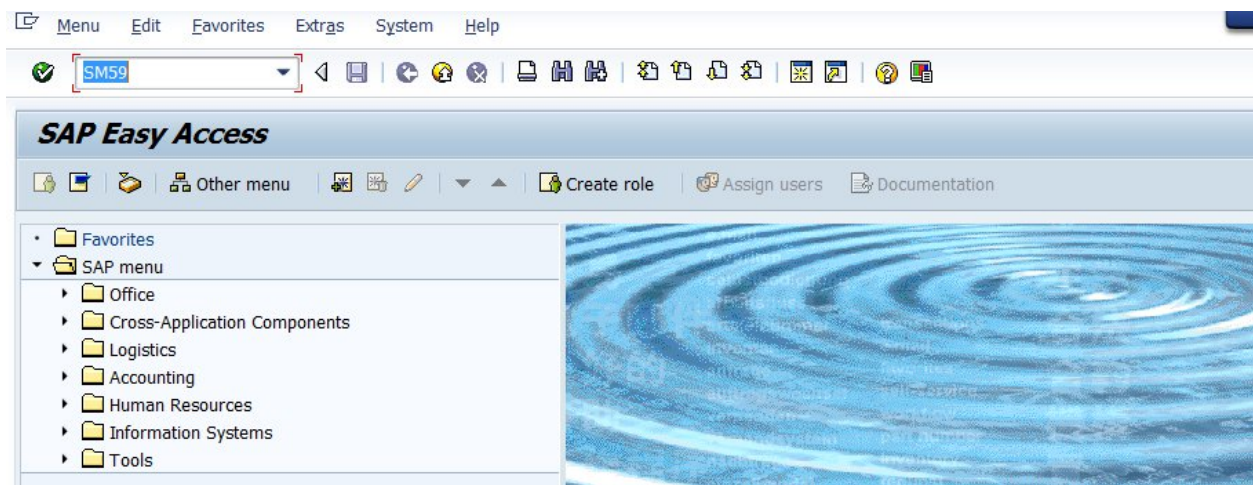 Menu Edit Favorites Extras System Help
SM59
SAP Easy Access
Other menu Create role Assign users Documentation
Favorites
SAP menu
Office
Cross-Application Components
Logistics
Accounting
Human Resources
Information Systems
Tools